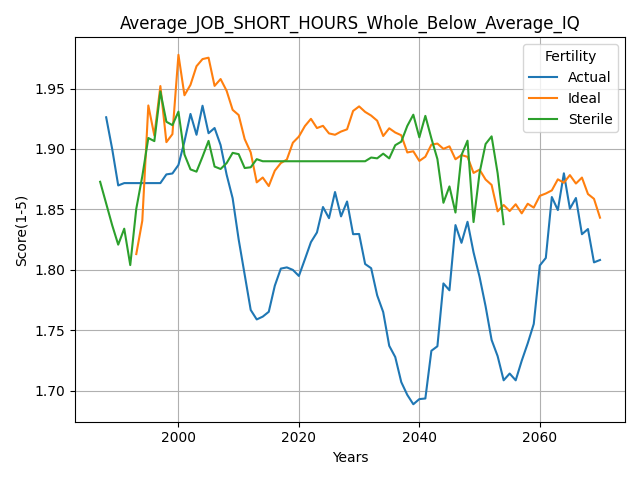 Average_JOB_SHORT_HOURS_Whole_Below_Average_IQ
Fertility
Actual
Ideal
Sterile
Score(1-5)
1.95
1.90
1.85
1.80
1.75
1.70
2000 2020 2040 2060
Years